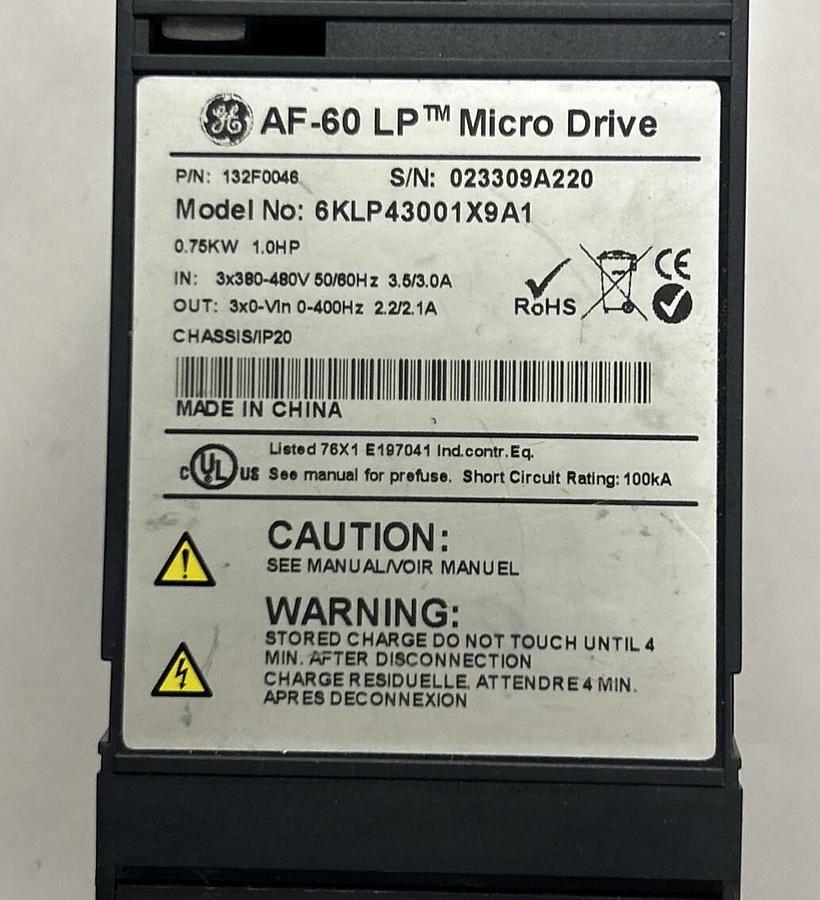 GE AF-60 LP™ Micro Drive
P/N: 132F0046 S/N: 023309A220
Model No: 6KLP43001X9A1
0.75KW 1.0HP
IN: 3x380-480V 50/60Hz 3.5/3.0A
OUT: 3x0-Vin 0-400Hz 2.2/2.1A
RoHS CE
CHASSIS/IP20
MADE IN CHINA
Listed 76X1 E197041 Ind.contr.Eq.
c UL US See manual for prefuse. Short Circuit Rating: 100kA
CAUTION:
SEE MANUAL/VOIR MANUEL
WARNING:
STORED CHARGE DO NOT TOUCH UNTIL 4
MIN. AFTER DISCONNECTION
CHARGE RESIDUELLE. ATTENDRE 4 MIN.
APRES DECONNEXION